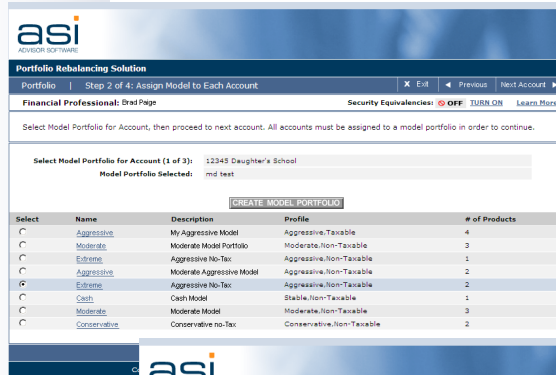 asi
ADVISOR SOFTWARE
Portfolio Rebalancing Solution
Portfolio | Step 2 of 4: Assign Model to Each Account X Exit Previous Next Account
Financial Professional: Brad Paige Security Equivalencies: OFF TURN ON Learn More
Select Model Portfolio for Account, then proceed to next account. All accounts must be assigned to a model portfolio in order to continue.
Select Model Portfolio for Account (1 of 3): 12345 Daughter's School
Model Portfolio Selected: md test
CREATE MODEL PORTFOLIO
Select Name Description Profile # of Products
Aggressive My Aggressive Model Aggressive,Taxable 4
Moderate Moderate Model Portfolio Moderate,Non-Taxable 3
Extreme Aggressive No-Tax Aggressive,Non-Taxable 1
Aggressive Moderate Aggressive Model Aggressive,Non-Taxable 2
Extreme Aggressive No-Tax Aggressive,Non-Taxable 2
Cash Cash Model Stable,Non-Taxable 1
Moderate Moderate Model Moderate,Non-Taxable 3
Conservative Conservative no-Tax Conservative,Non-Taxable 2
asi